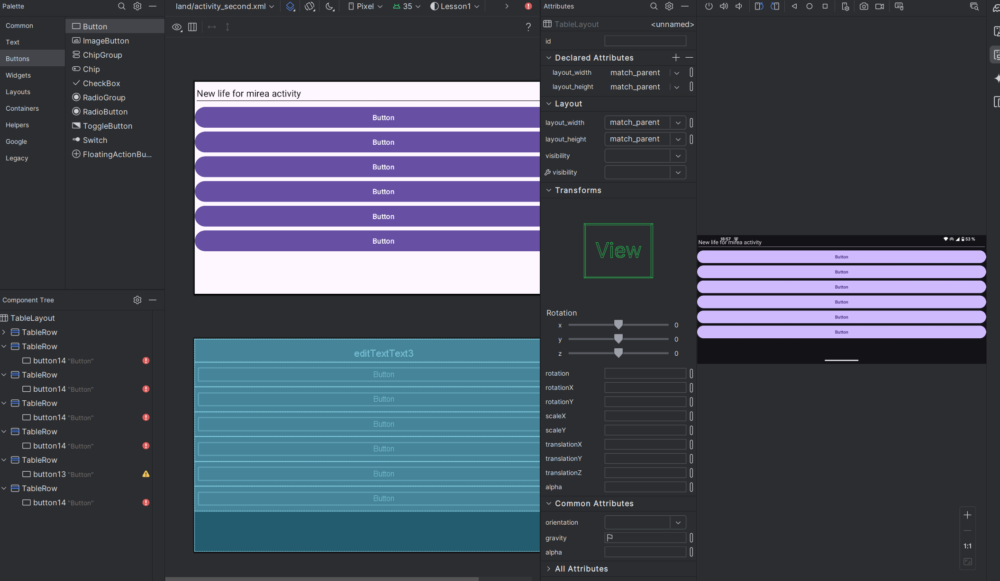 Palette
Common
Text
Buttons
Widgets
Layouts
Containers
Helpers
Google
Legacy
Button
ImageButton
ChipGroup
Chip
CheckBox
RadioGroup
RadioButton
ToggleButton
Switch
FloatingActionBu...
Component Tree
TableLayout
TableRow
TableRow
button14 "Button"
TableRow
button14 "Button"
TableRow
button14 "Button"
TableRow
button14 "Button"
TableRow
button13 "Button"
TableRow
button14 "Button"
land/activity_second.xml
Pixel
35
Lesson1
?
New life for mirea activity
Button
Button
Button
Button
Button
Button
editTextText3
Button
Button
Button
Button
Button
Button
Attributes
TableLayout <unnamed>
id
Declared Attributes
layout_width match_parent
layout_height match_parent
Layout
layout_width match_parent
layout_height match_parent
visibility
visibility
Transforms
View
Rotation
x 0
y 0
z 0
rotation
rotationX
rotationY
scaleX
scaleY
translationX
translationY
translationZ
alpha
Common Attributes
orientation
gravity
alpha
All Attributes
18:57 53 %
New life for mirea activity
Button
Button
Button
Button
Button
Button
1:1